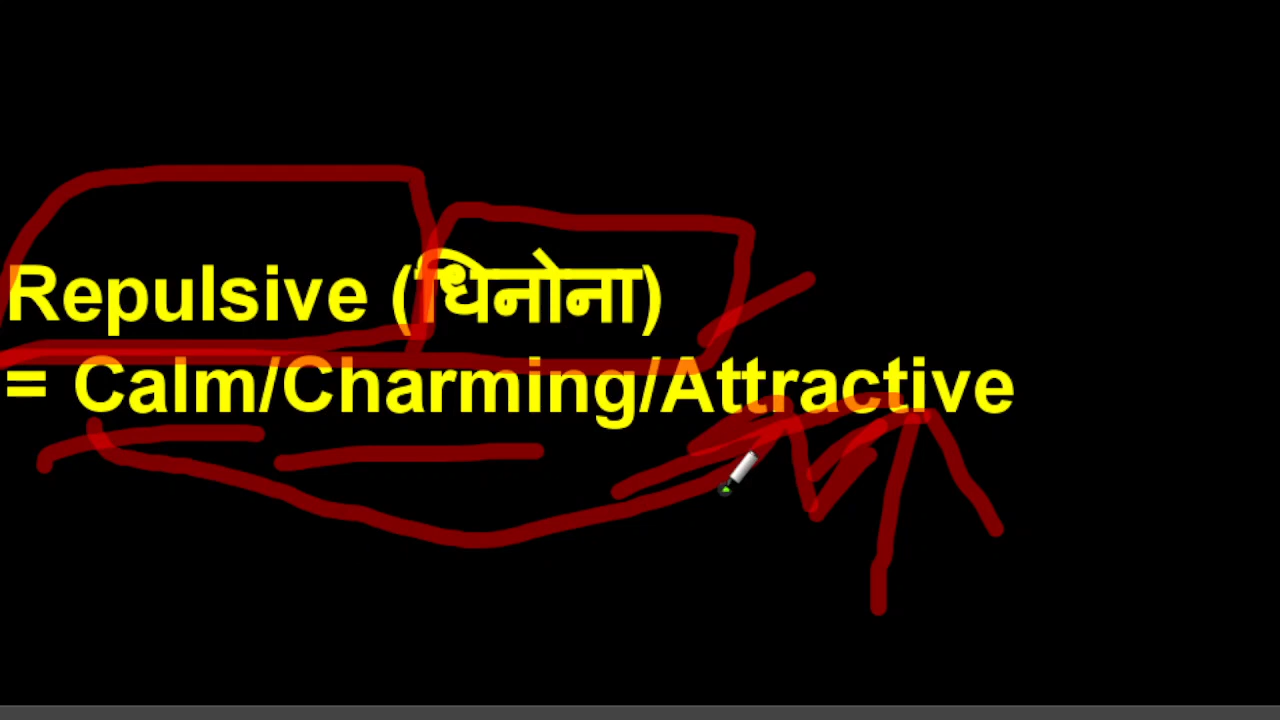 Repulsive (धिनोना)
= Calm/Charming/Attractive